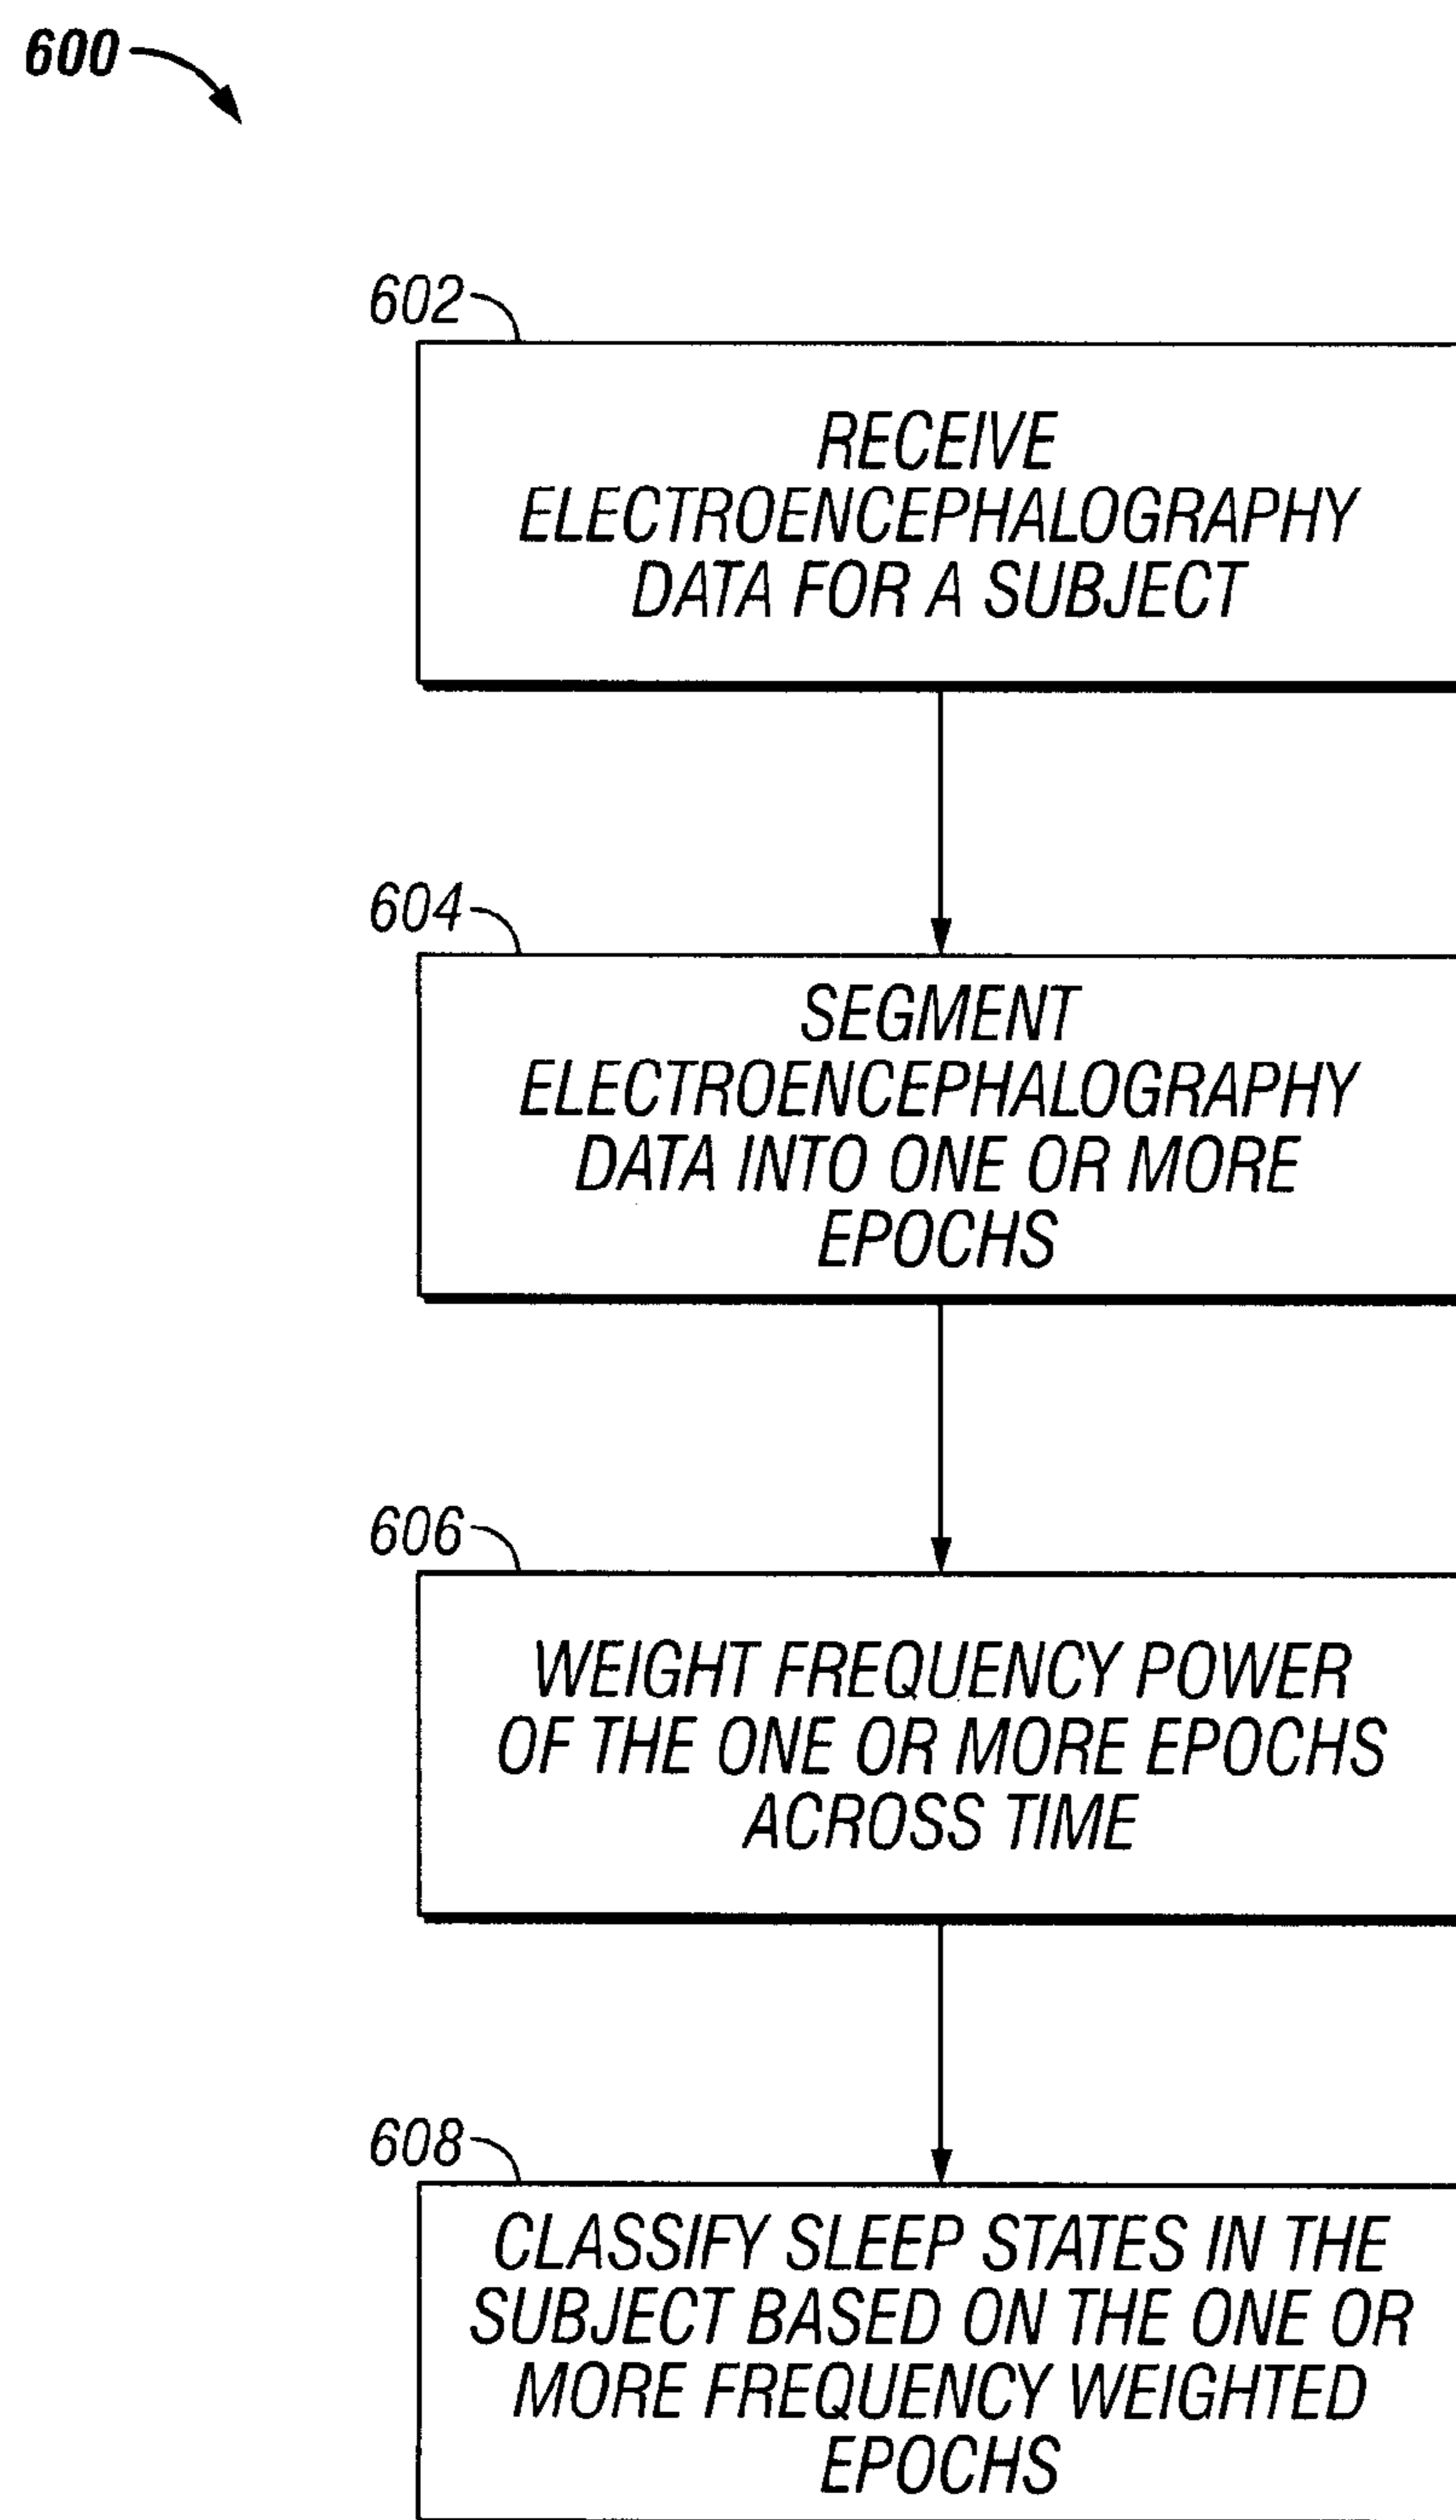 600
602
RECEIVE
ELECTROENCEPHALOGRAPHY
DATA FOR A SUBJECT
604
SEGMENT
ELECTROENCEPHALOGRAPHY
DATA INTO ONE OR MORE
EPOCHS
606
WEIGHT FREQUENCY POWER
OF THE ONE OR MORE EPOCHS
ACROSS TIME
608
CLASSIFY SLEEP STATES IN THE
SUBJECT BASED ON THE ONE OR
MORE FREQUENCY WEIGHTED
EPOCHS